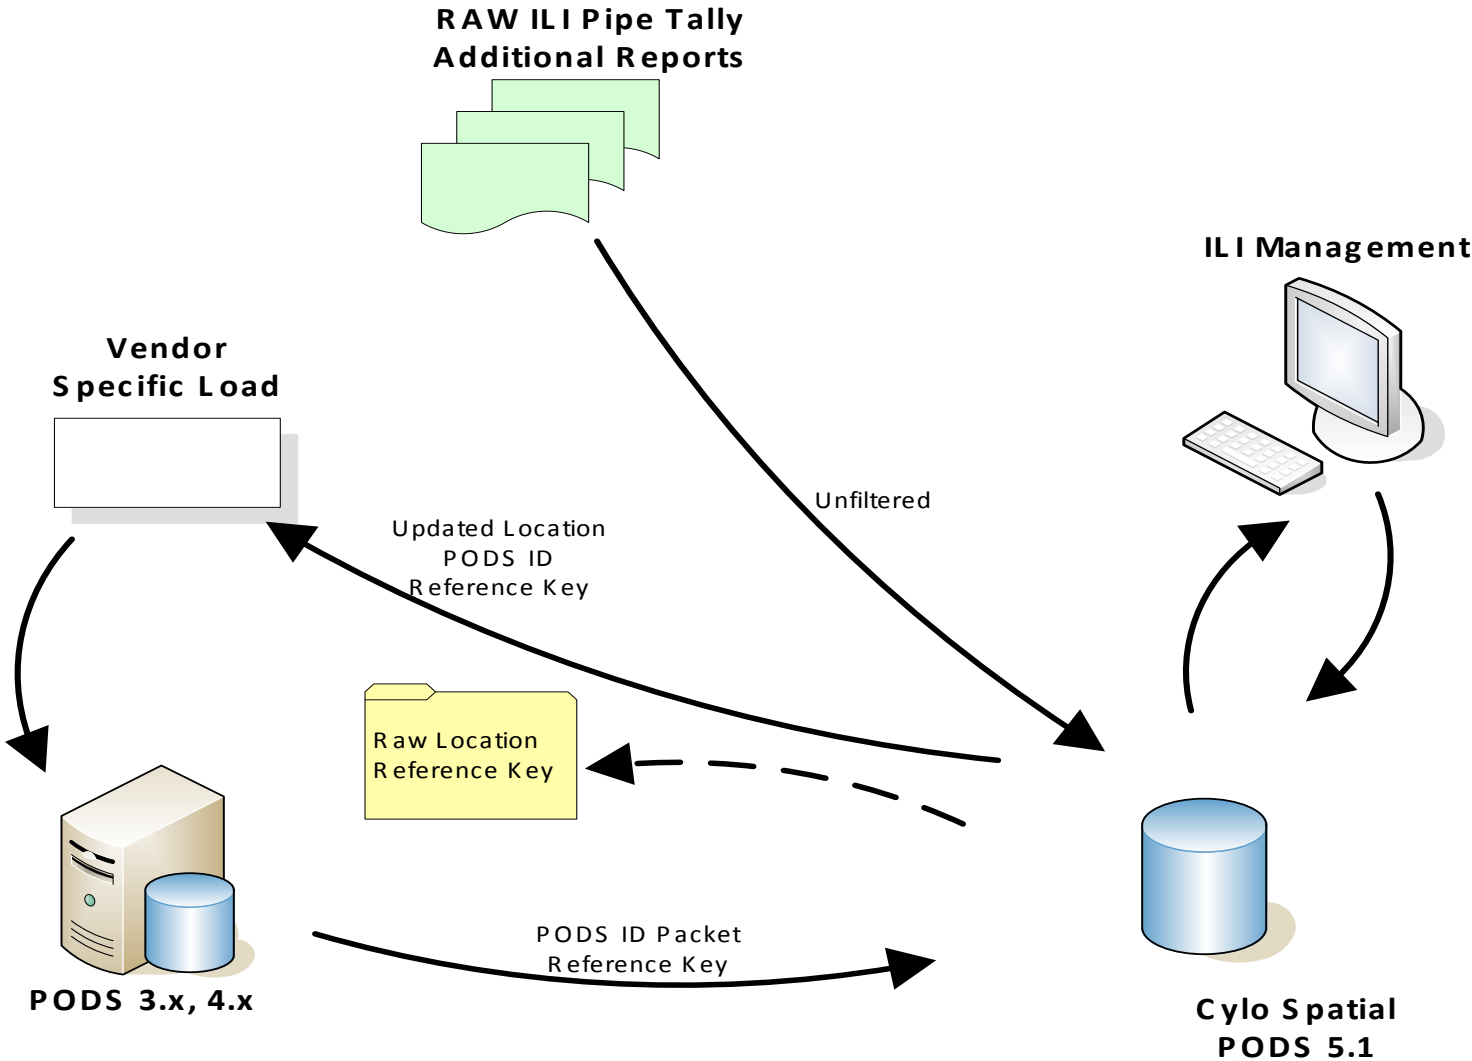 RAW ILI Pipe Tally
Additional Reports
ILI Management
Vendor
Specific Load
Unfiltered
Updated Location
PODS ID
Reference Key
Raw Location
Reference Key
PODS ID Packet
Reference Key
PODS 3.x, 4.x
Cylo Spatial
PODS 5.1